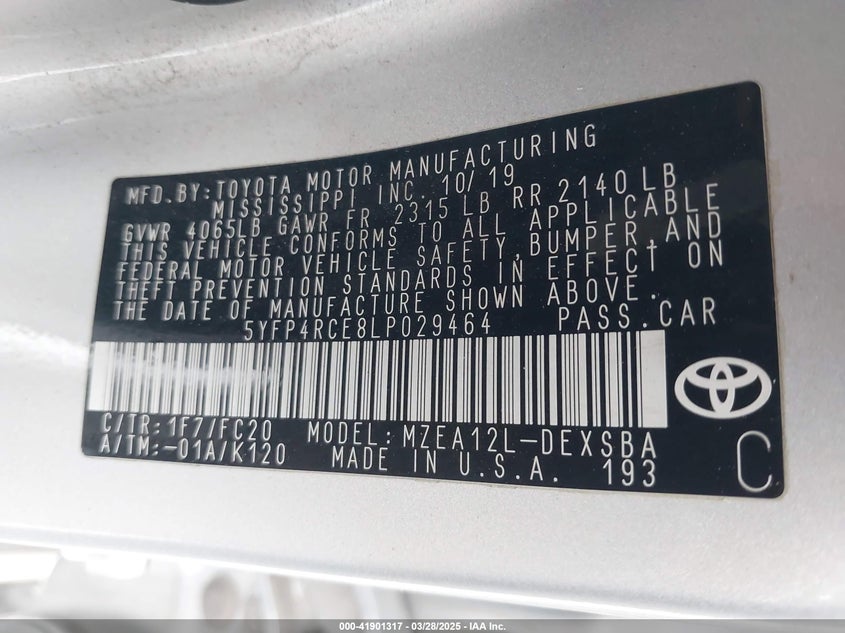 MFD.BY:TOYOTA MOTOR MANUFACTURING
MISSISSIPPI INC. 10/19
GVWR 4065LB GAWR FR 2315 LB RR 2140 LB
THIS VEHICLE CONFORMS TO ALL APPLICABLE
FEDERAL MOTOR VEHICLE SAFETY,BUMPER,AND
THEFT PREVENTION STANDARDS IN EFFECT ON
THE DATE OF MANUFACTURE SHOWN ABOVE.
5YFP4RCE8LP029464 PASS.CAR
C/TR:1F7/FC20 MODEL:MZEA12L-DEXSBA
A/TM:-01A/K120 MADE IN U.S.A. 193
C
000-41901317 | 03/28/2025 - IAA Inc.